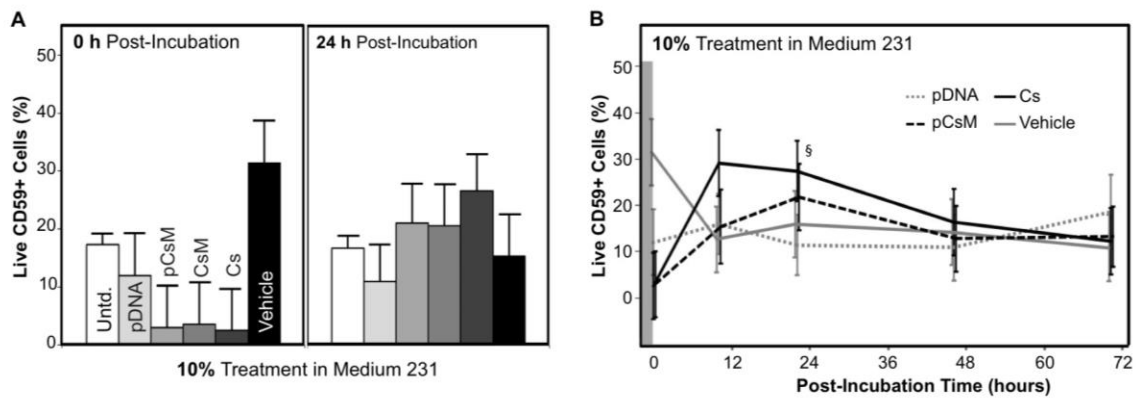 A
0 h Post-Incubation
24 h Post-Incubation
Live CD59+ Cells (%)
50
40
30
20
10
0
Untd.
pDNA
pCsM
CsM
Cs
Vehicle
10% Treatment in Medium 231
B
10% Treatment in Medium 231
Live CD59+ Cells (%)
50
40
30
20
10
0
pDNA
Cs
pCsM
Vehicle
§
0
12
24
36
48
60
72
Post-Incubation Time (hours)